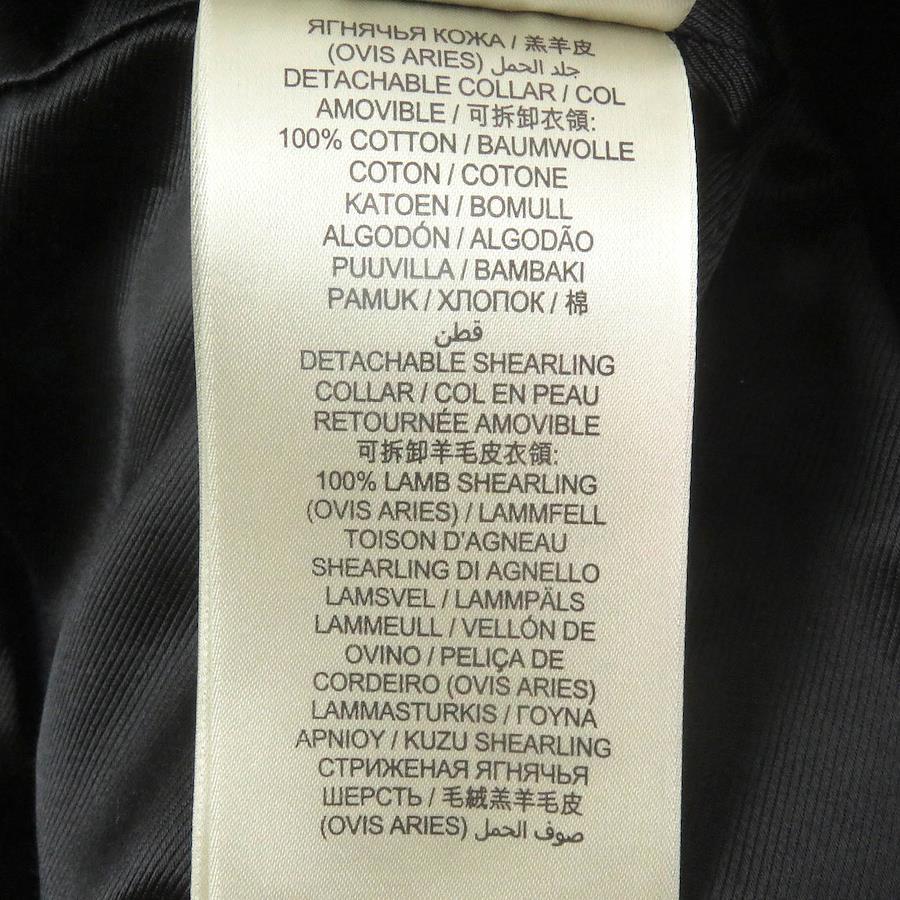 ЯГНЯЧЬЯ КОЖА / 羔羊皮
(OVIS ARIES) جلد الحمل
DETACHABLE COLLAR / COL
AMOVIBLE / 可拆卸衣領:
100% COTTON / BAUMWOLLE
COTON / COTONE
KATOEN / BOMULL
ALGODÓN / ALGODÃO
PUUVILLA / BAMBAKI
PAMUK / ХЛОПОК / 棉
قطن
DETACHABLE SHEARLING
COLLAR / COL EN PEAU
RETOURNÉE AMOVIBLE
可拆卸羊毛皮衣領:
100% LAMB SHEARLING
(OVIS ARIES) / LAMMFELL
TOISON D'AGNEAU
SHEARLING DI AGNELLO
LAMSVEL / LAMMPÄLS
LAMMEULL / VELLÓN DE
OVINO / PELIÇA DE
CORDEIRO (OVIS ARIES)
LAMMASTURKIS / ΓΟΥΝΑ
ΑΡΝΙΟΥ / KUZU SHEARLING
СТРИЖЕНАЯ ЯГНЯЧЬЯ
ШЕРСТЬ / 毛絨羔羊毛皮
(OVIS ARIES) صوف الحمل